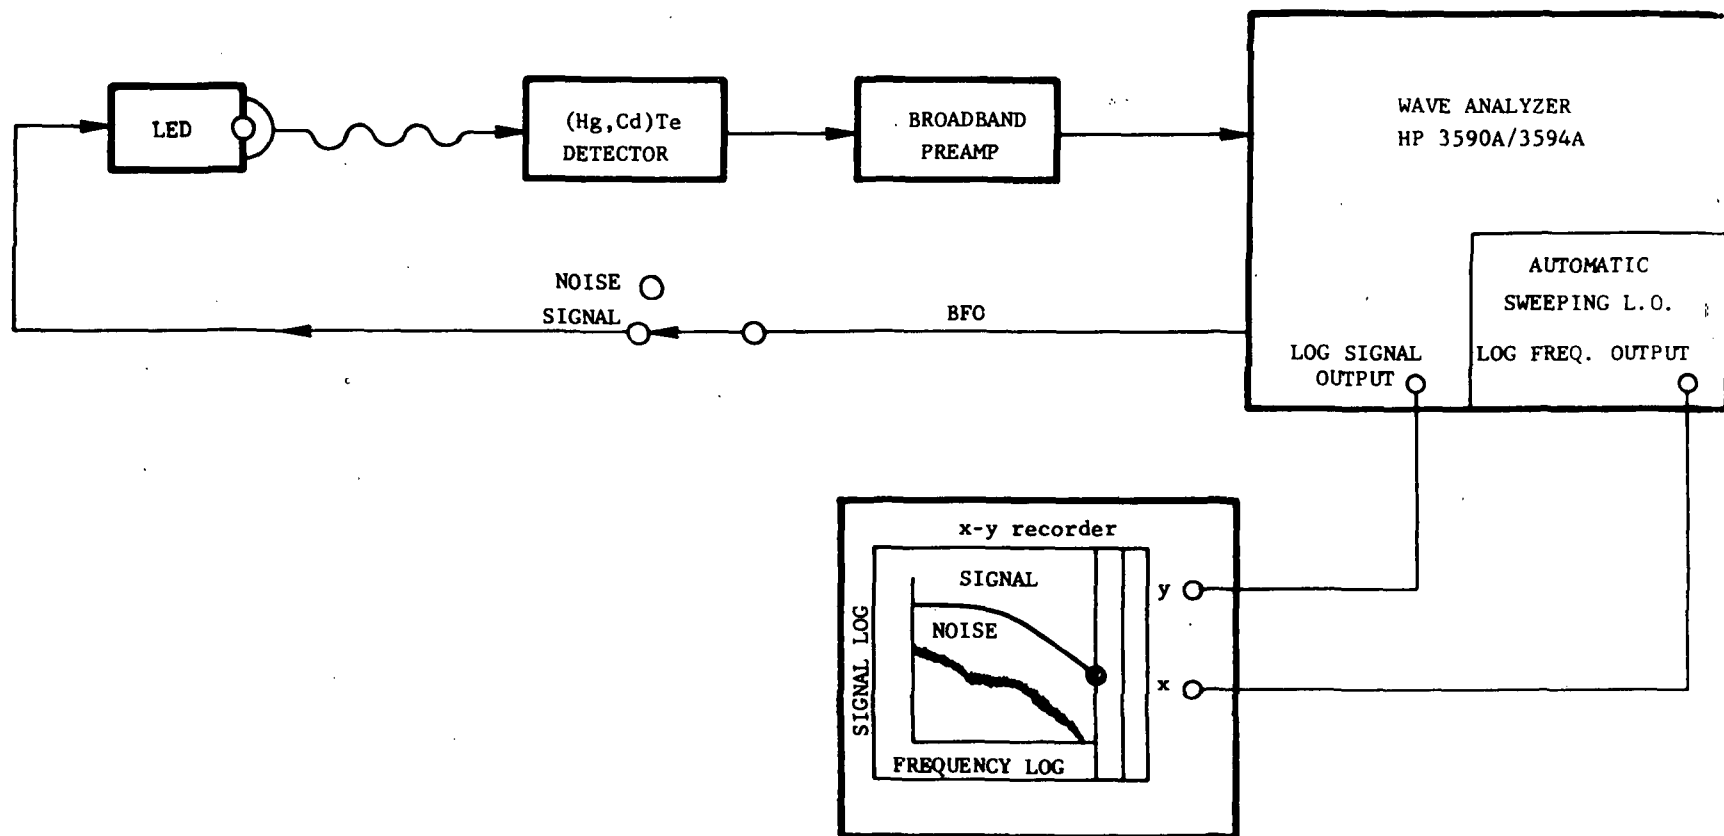 LED
(Hg,Cd)Te
DETECTOR
BROADBAND
PREAMP
WAVE ANALYZER
HP 3590A/3594A
AUTOMATIC
SWEEPING L.O.
LOG FREQ. OUTPUT
LOG SIGNAL
OUTPUT
NOISE
SIGNAL
BFO
x-y recorder
SIGNAL
NOISE
SIGNAL LOG
FREQUENCY LOG
y
x